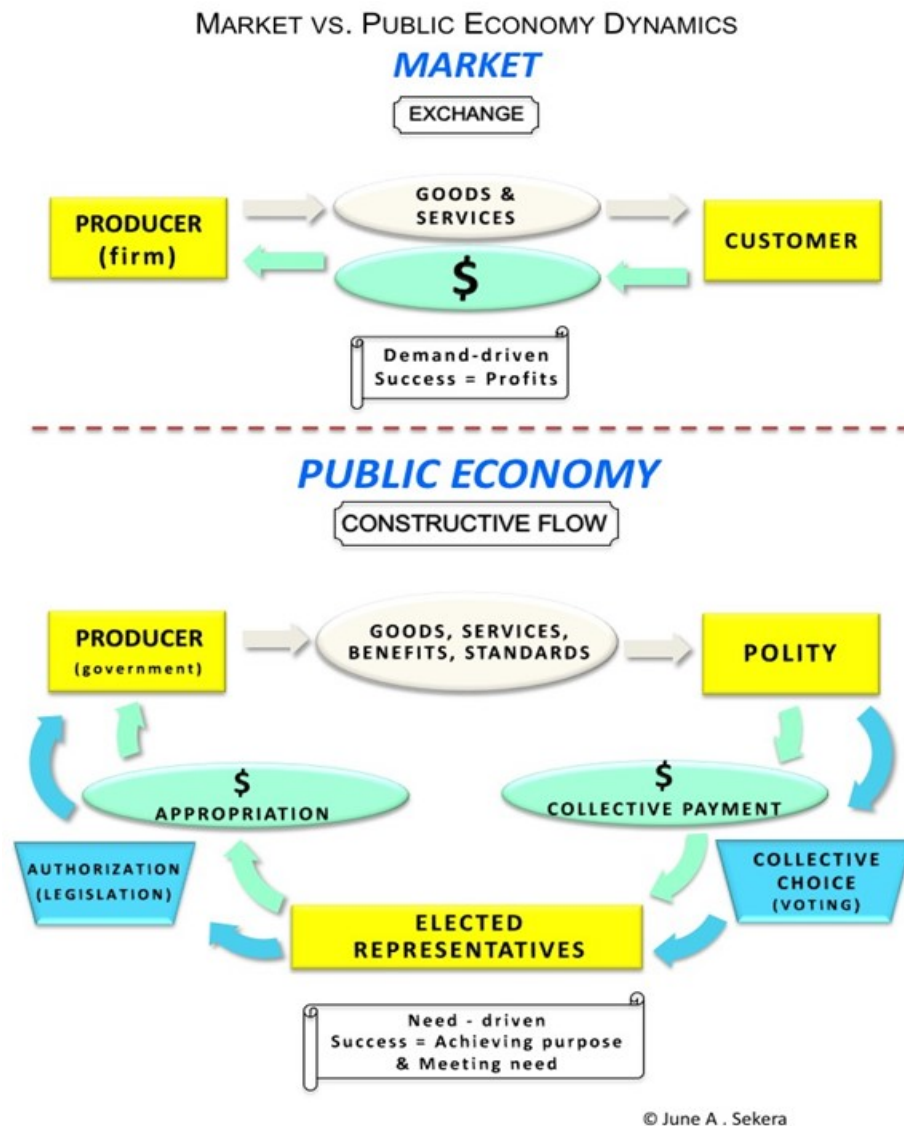 MARKET VS. PUBLIC ECONOMY DYNAMICS
MARKET
EXCHANGE
PRODUCER
(firm)
GOODS &
SERVICES
$
CUSTOMER
Demand-driven
Success = Profits
PUBLIC ECONOMY
CONSTRUCTIVE FLOW
PRODUCER
(government)
GOODS, SERVICES,
BENEFITS, STANDARDS
POLITY
$
APPROPRIATION
$
COLLECTIVE PAYMENT
AUTHORIZATION
(LEGISLATION)
COLLECTIVE
CHOICE
(VOTING)
ELECTED
REPRESENTATIVES
Need - driven
Success = Achieving purpose
& Meeting need
© June A . Sekera